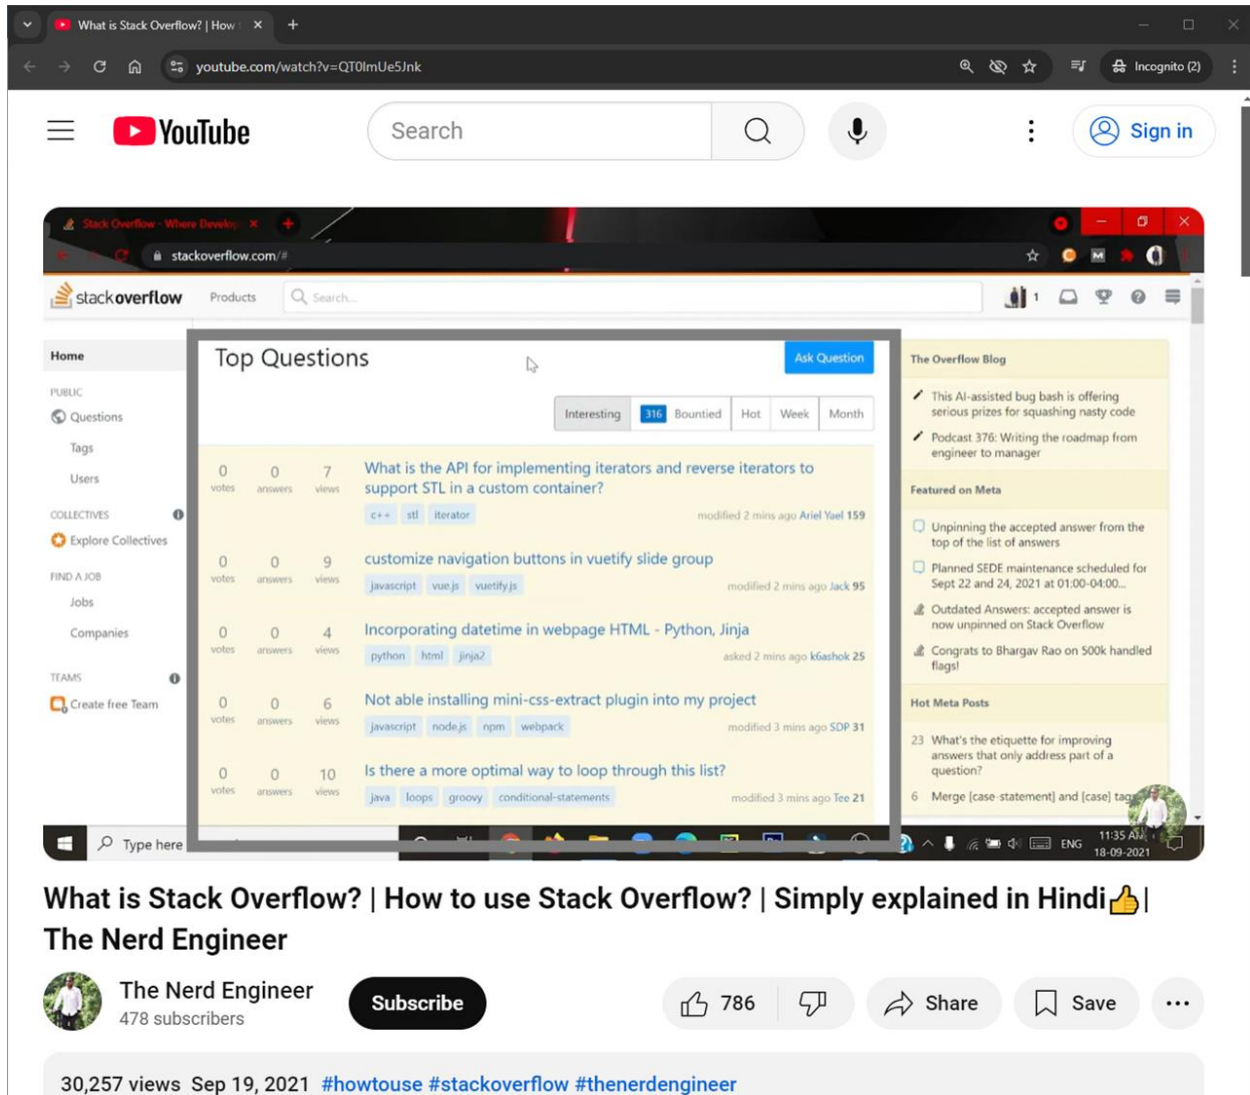 What is Stack Overflow? | How t
youtube.com/watch?v=QT0ImUe5Jnk
Incognito (2)
YouTube
Search
Sign in
Stack Overflow - Where Develop
stackoverflow.com/#
stackoverflow
Products
Search...
1
Home
PUBLIC
Questions
Tags
Users
COLLECTIVES
Explore Collectives
FIND A JOB
Jobs
Companies
TEAMS
Create free Team
Top Questions
Ask Question
Interesting
316 Bountied
Hot
Week
Month
0 votes
0 answers
7 views
What is the API for implementing iterators and reverse iterators to
support STL in a custom container?
c++ stl iterator
modified 2 mins ago Ariel Yael 159
0 votes
0 answers
9 views
customize navigation buttons in vuetify slide group
javascript vue.js vuetify.js
modified 2 mins ago Jack 95
0 votes
0 answers
4 views
Incorporating datetime in webpage HTML - Python, Jinja
python html jinja2
asked 2 mins ago k6ashok 25
0 votes
0 answers
6 views
Not able installing mini-css-extract plugin into my project
javascript node.js npm webpack
modified 3 mins ago SDP 31
0 votes
0 answers
10 views
Is there a more optimal way to loop through this list?
java loops groovy conditional-statements
modified 3 mins ago Tee 21
The Overflow Blog
This AI-assisted bug bash is offering
serious prizes for squashing nasty code
Podcast 376: Writing the roadmap from
engineer to manager
Featured on Meta
Unpinning the accepted answer from the
top of the list of answers
Planned SEDE maintenance scheduled for
Sept 22 and 24, 2021 at 01:00-04:00...
Outdated Answers: accepted answer is
now unpinned on Stack Overflow
Congrats to Bhargav Rao on 500k handled
flags!
Hot Meta Posts
23 What's the etiquette for improving
answers that only address part of a
question?
6 Merge [case-statement] and [case] tags
Type here
ENG
11:35 AM
18-09-2021
What is Stack Overflow? | How to use Stack Overflow? | Simply explained in Hindi👍|
The Nerd Engineer
The Nerd Engineer
478 subscribers
Subscribe
786
Share
Save
30,257 views Sep 19, 2021 #howtouse #stackoverflow #thenerdengineer